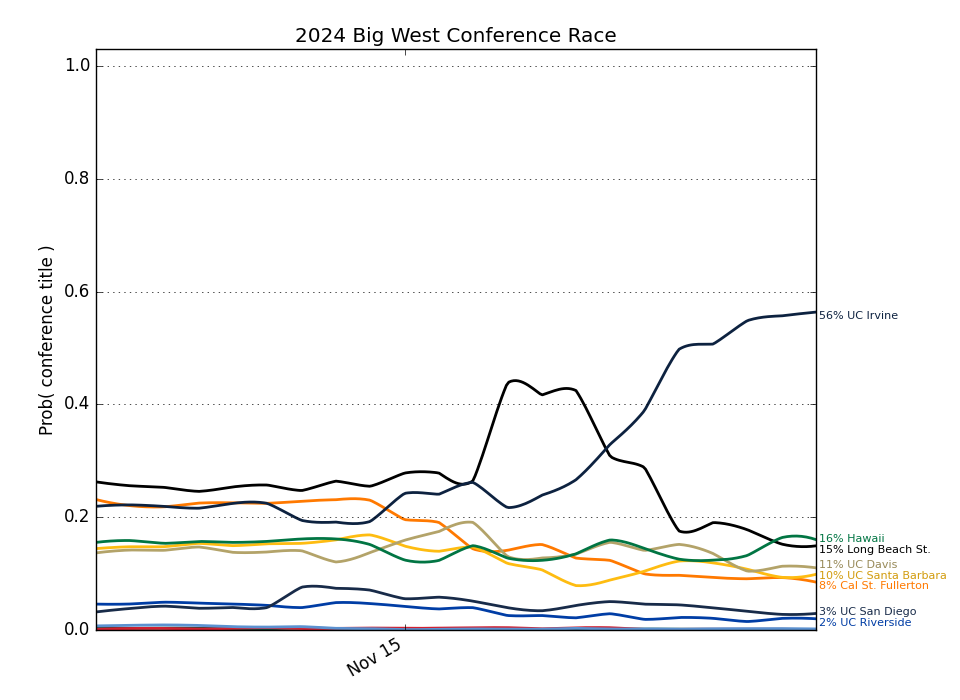 2024 Big West Conference Race
Prob( conference title )
1.0
0.8
0.6
0.4
0.2
0.0
Nov 15
56% UC Irvine
16% Hawaii
15% Long Beach St.
11% UC Davis
10% UC Santa Barbara
8% Cal St. Fullerton
3% UC San Diego
2% UC Riverside